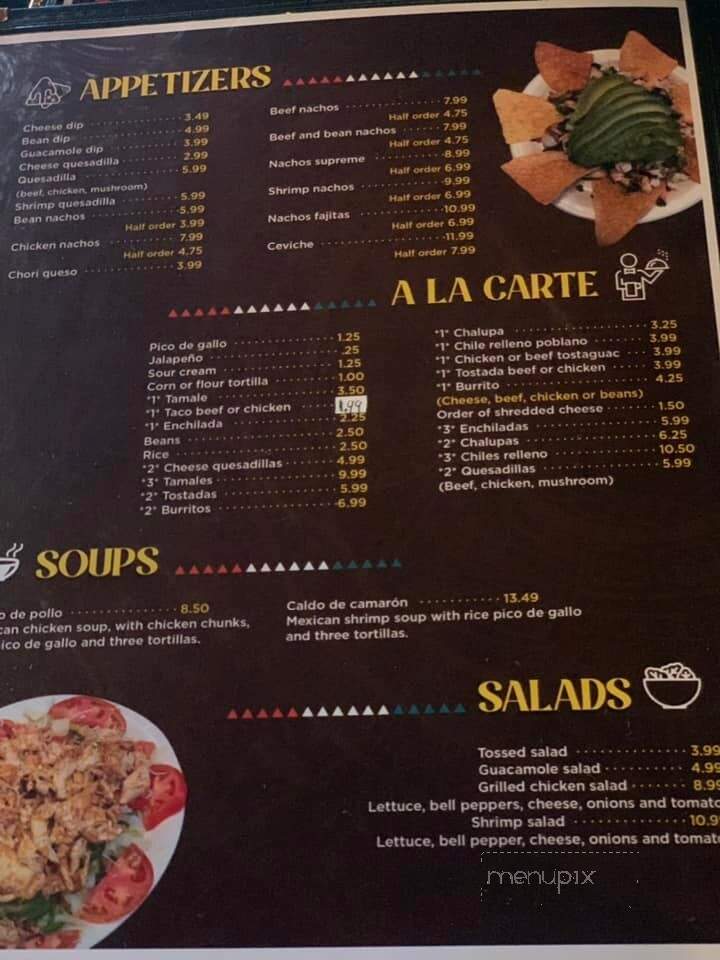 APPETIZERS
Cheese dip 3.49
Bean dip 4.99
Guacamole dip 3.99
Cheese quesadilla 2.99
Quesadilla 5.99
(beef, chicken, mushroom)
Shrimp quesadilla 5.99
Bean nachos 5.99
Half order 3.99
Chicken nachos 7.99
Half order 4.75
Chori queso 3.99
Beef nachos 7.99
Half order 4.75
Beef and bean nachos 7.99
Half order 4.75
Nachos supreme 8.99
Half order 6.99
Shrimp nachos 9.99
Half order 6.99
Nachos fajitas 10.99
Half order 6.99
Ceviche 11.99
Half order 7.99
A LA CARTE
Pico de gallo 1.25
Jalapeño .25
Sour cream 1.25
Corn or flour tortilla 1.00
"1" Tamale 3.50
"1" Taco beef or chicken
"1" Enchilada 2.25
Beans 2.50
Rice 2.50
"2" Cheese quesadillas 4.99
"3" Tamales 9.99
"2" Tostadas 5.99
"2" Burritos 6.99
"1" Chalupa 3.25
"1" Chile relleno poblano 3.99
"1" Chicken or beef tostaguac 3.99
"1" Tostada beef or chicken 3.99
"1" Burrito 4.25
(Cheese, beef, chicken or beans)
Order of shredded cheese 1.50
"3" Enchiladas 5.99
"2" Chalupas 6.25
"3" Chiles relleno 10.50
"2" Quesadillas 5.99
(Beef, chicken, mushroom)
SOUPS
o de pollo 8.50
can chicken soup, with chicken chunks,
ico de gallo and three tortillas.
Caldo de camarón 13.49
Mexican shrimp soup with rice pico de gallo
and three tortillas.
SALADS
Tossed salad 3.99
Guacamole salad 4.99
Grilled chicken salad 8.99
Lettuce, bell peppers, cheese, onions and tomato
Shrimp salad 10.9
Lettuce, bell pepper, cheese, onions and tomat
menupix